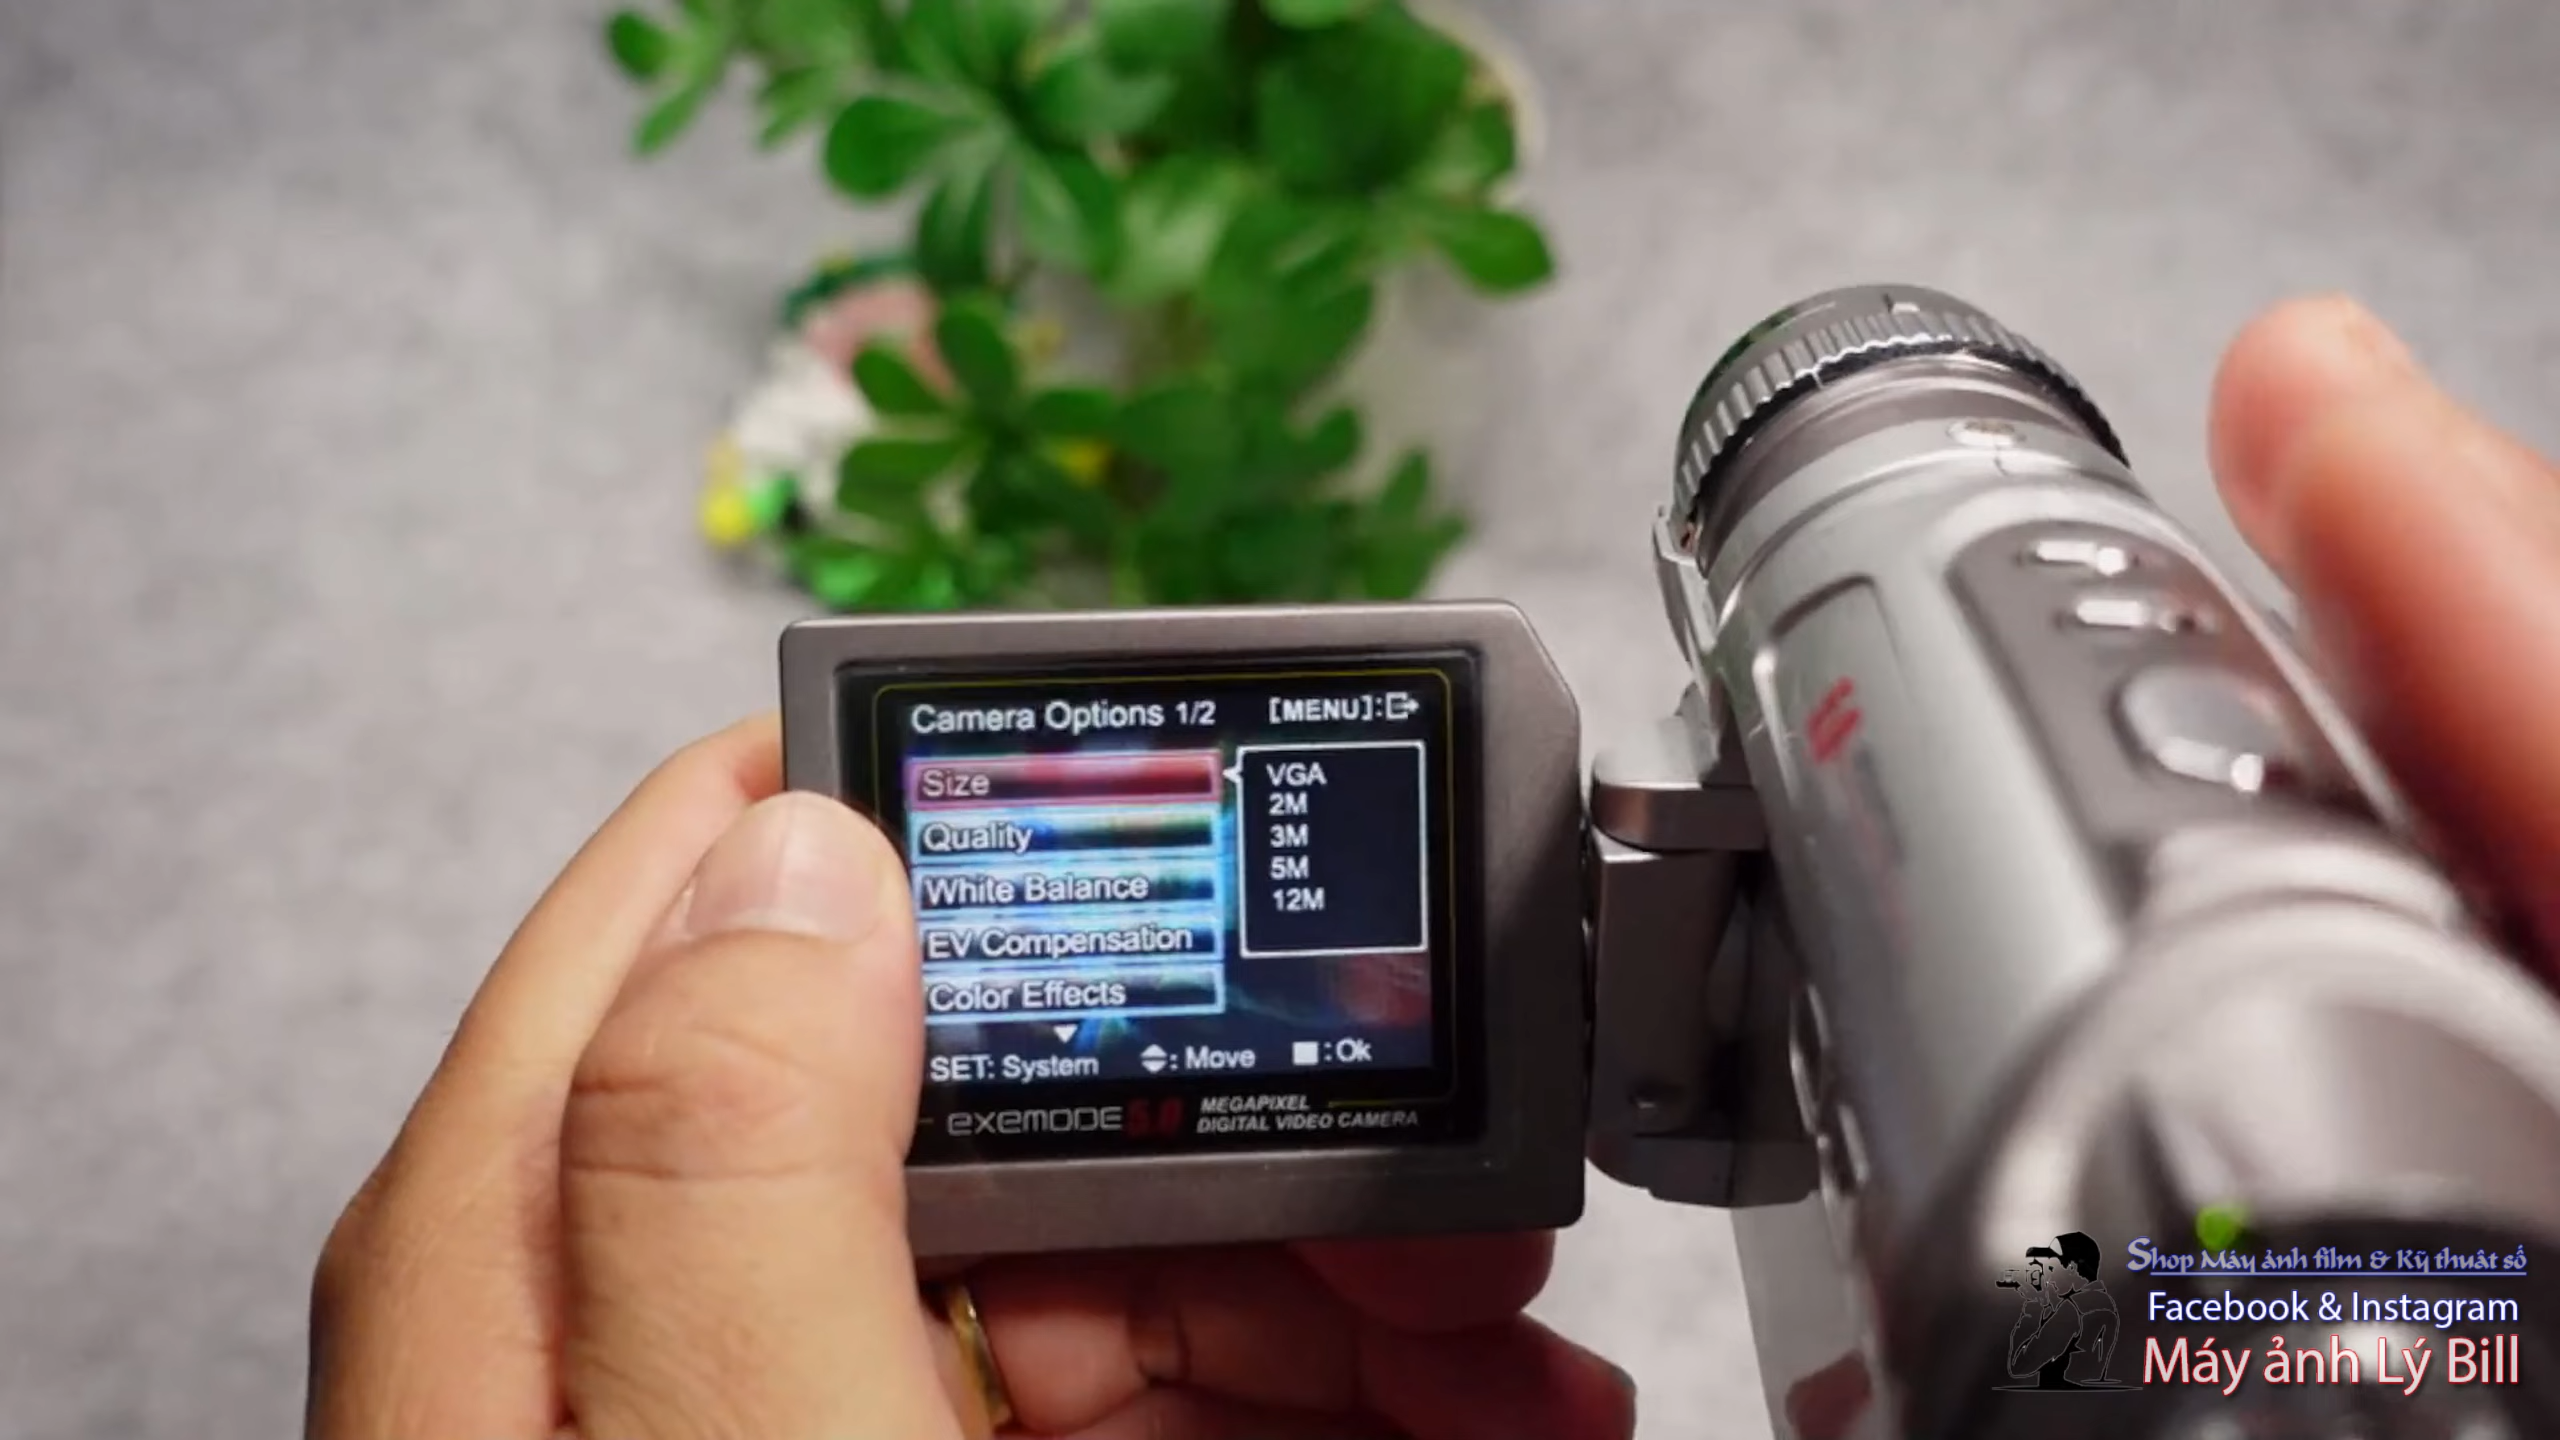 Camera Options 1/2
[MENU]:
Size
Quality
White Balance
EV Compensation
Color Effects
VGA
2M
3M
5M
12M
SET: System
: Move
: Ok
exemode 5.0 MEGAPIXEL
DIGITAL VIDEO CAMERA
Shop Máy ảnh film & Kỹ thuật số
Facebook & Instagram
Máy ảnh Lý Bill